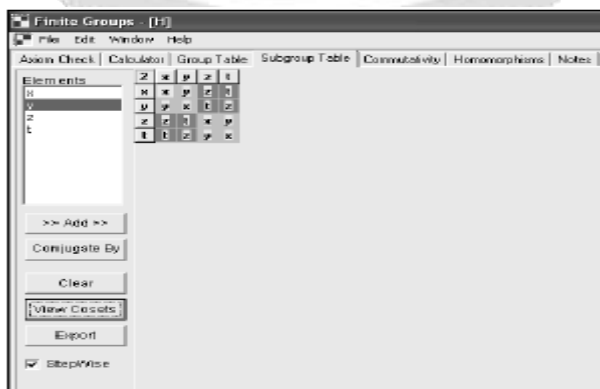 Finite Groups - [H]
File Edit Window Help
Axiom Check Calculator Group Table Subgroup Table Commutativity Homomorphisms Notes
Elements
x
y
z
t
2 x y z t
x x y z t
y y x t z
z z t x y
t t z y x
>> Add >>
Conjugate By
Clear
View Cosets
Export
StepWise